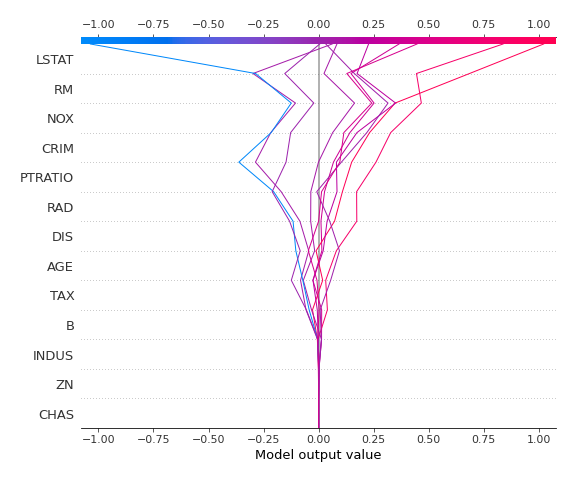 −1.00 −0.75 −0.50 −0.25 0.00 0.25 0.50 0.75 1.00
LSTAT
RM
NOX
CRIM
PTRATIO
RAD
DIS
AGE
TAX
B
INDUS
ZN
CHAS
−1.00 −0.75 −0.50 −0.25 0.00 0.25 0.50 0.75 1.00
Model output value